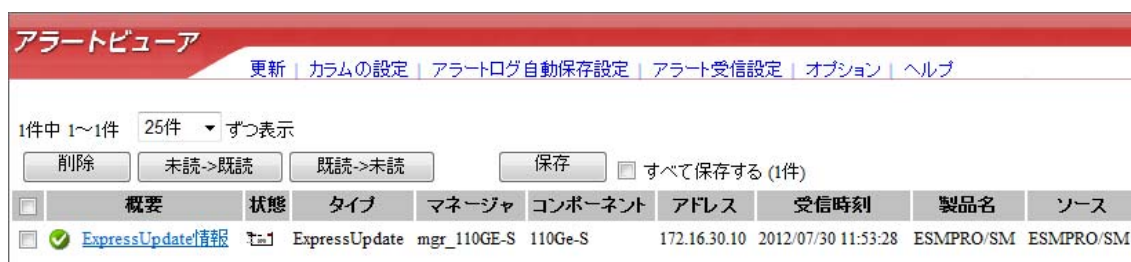 アラートビューア
更新 | カラムの設定 | アラートログ自動保存設定 | アラート受信設定 | オプション | ヘルプ
1件中 1～1件 25件 ずつ表示
削除 未読->既読 既読->未読 保存 すべて保存する (1件)
概要 状態 タイプ マネージャ コンポーネント アドレス 受信時刻 製品名 ソース
ExpressUpdate情報 ExpressUpdate mgr_110GE-S 110Ge-S 172.16.30.10 2012/07/30 11:53:28 ESMPRO/SM ESMPRO/SM